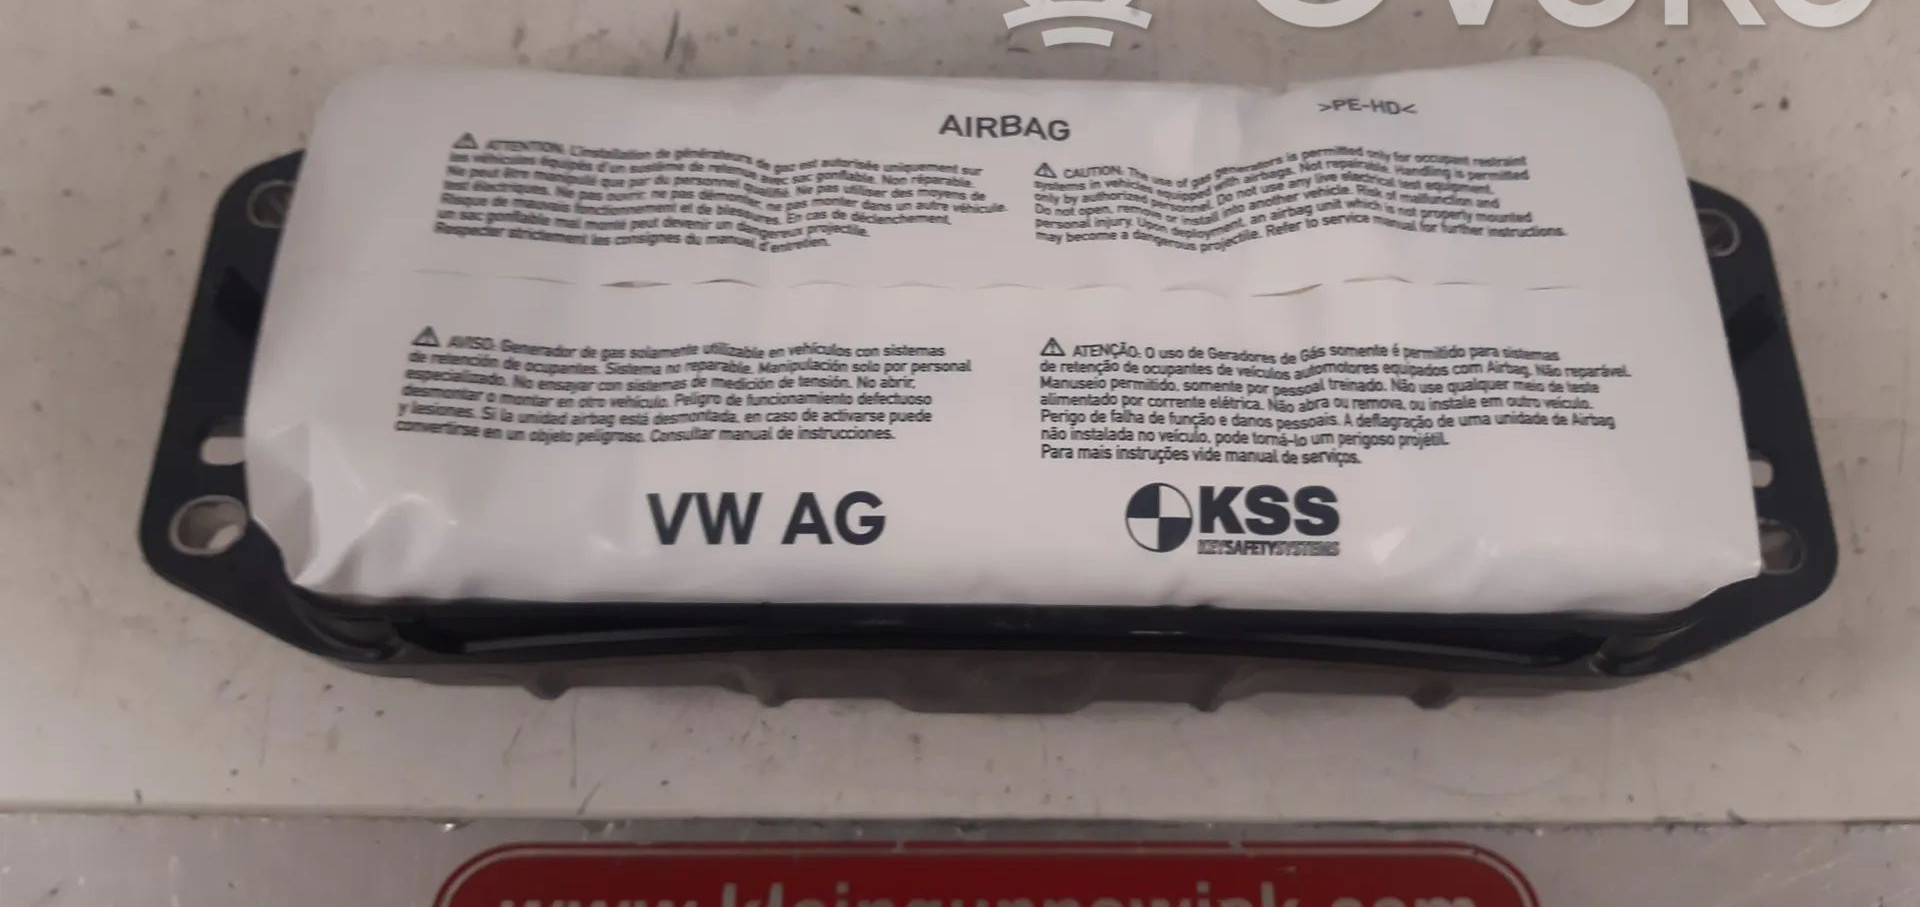 OVOKO
AIRBAG
>PE-HD<
ATTENTION. L'installation de générateurs de gaz est autorisée uniquement sur
les véhicules équipés d'un système de retenue avec sac gonflable. Non réparable.
Ne peut être manipulé que par du personnel qualifié. Ne pas utiliser des moyens de
test électriques. Ne pas ouvrir, ni pas démonter, ne pas monter dans un autre véhicule.
Risque de mauvais fonctionnement et de blessures. En cas de déclenchement,
un sac gonflable mal monté peut devenir un dangereux projectile.
Respecter strictement les consignes du manuel d'entretien.
CAUTION. The use of gas generators is permitted only for occupant restraint
systems in vehicles equipped with airbags. Not repairable. Handling is permitted
only by authorized personnel. Do not use any live electrical test equipment.
Do not open, remove or install into another vehicle. Risk of malfunction and
personal injury. Upon deployment, an airbag unit which is not properly mounted
may become a dangerous projectile. Refer to service manual for further instructions.
AVISO: Generador de gas solamente utilizable en vehículos con sistemas
de retención de ocupantes. Sistema no reparable. Manipulación solo por personal
especializado. No ensayar con sistemas de medición de tensión. No abrir,
desmontar o montar en otro vehículo. Peligro de funcionamiento defectuoso
y lesiones. Si la unidad airbag está desmontada, en caso de activarse puede
convertirse en un objeto peligroso. Consultar manual de instrucciones.
ATENÇÃO: O uso de Geradores de Gás somente é permitido para sistemas
de retenção de ocupantes de veículos automotores equipados com Airbag. Não reparável.
Manuseio permitido, somente por pessoal treinado. Não use qualquer meio de teste
alimentado por corrente elétrica. Não abra ou remova, ou instale em outro veículo.
Perigo de falha de função e danos pessoais. A deflagração de uma unidade de Airbag
não instalada no veículo, pode torná-lo um perigoso projétil.
Para mais instruções vide manual de serviços.
VW AG
KSS
KEYSAFETYSYSTEMS